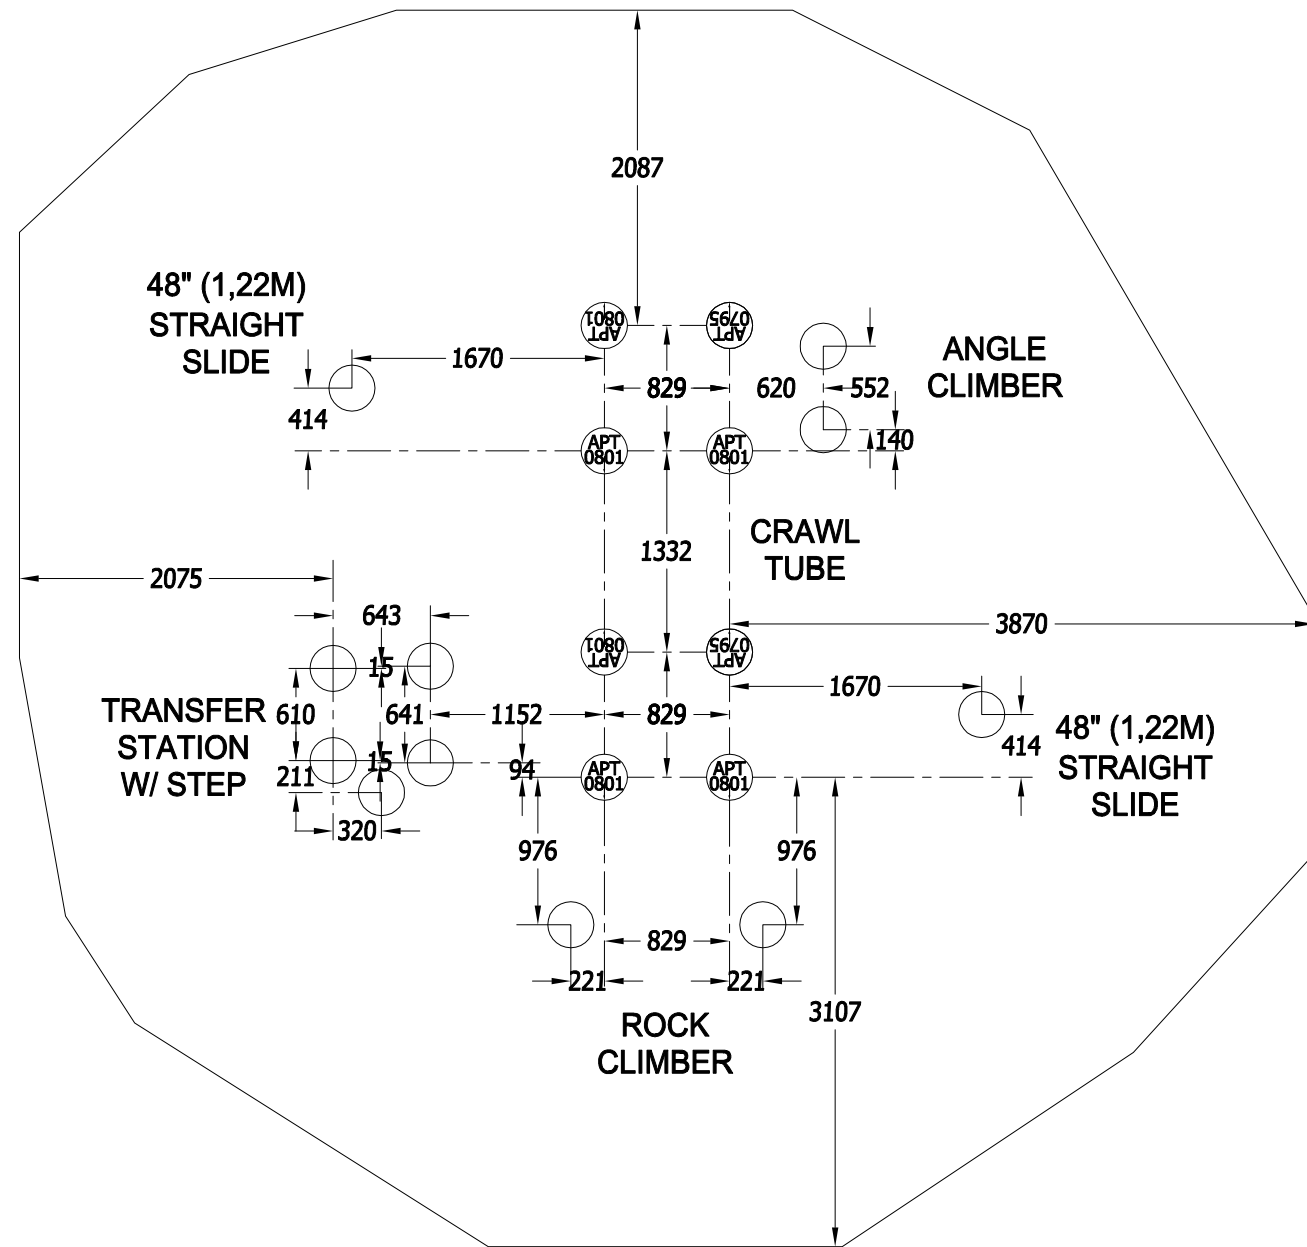 2087
48" (1,22M)
STRAIGHT
SLIDE
APT
0801
APT
0795
1670
829
620
552
ANGLE
CLIMBER
414
140
APT
0801
APT
0801
1332
CRAWL
TUBE
2075
643
3870
APT
0801
APT
0795
15
1670
TRANSFER
STATION
W/ STEP
610
641
1152
829
414
48" (1,22M)
STRAIGHT
SLIDE
211
15
94
APT
0801
APT
0801
320
976
976
829
221
221
3107
ROCK
CLIMBER